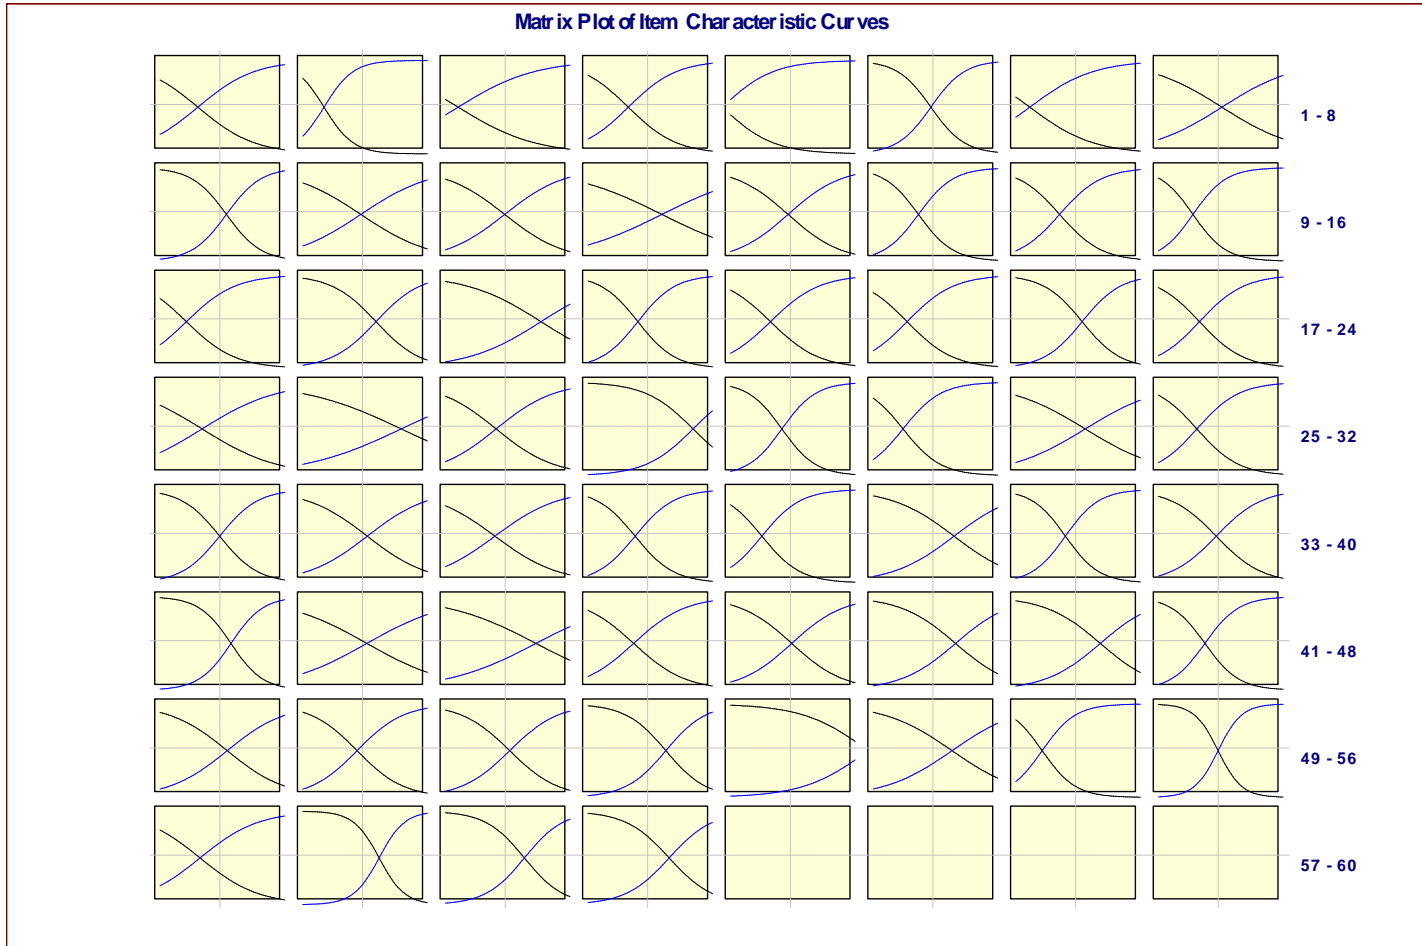 Matrix Plot of Item Characteristic Curves
1 - 8
9 - 16
17 - 24
25 - 32
33 - 40
41 - 48
49 - 56
57 - 60